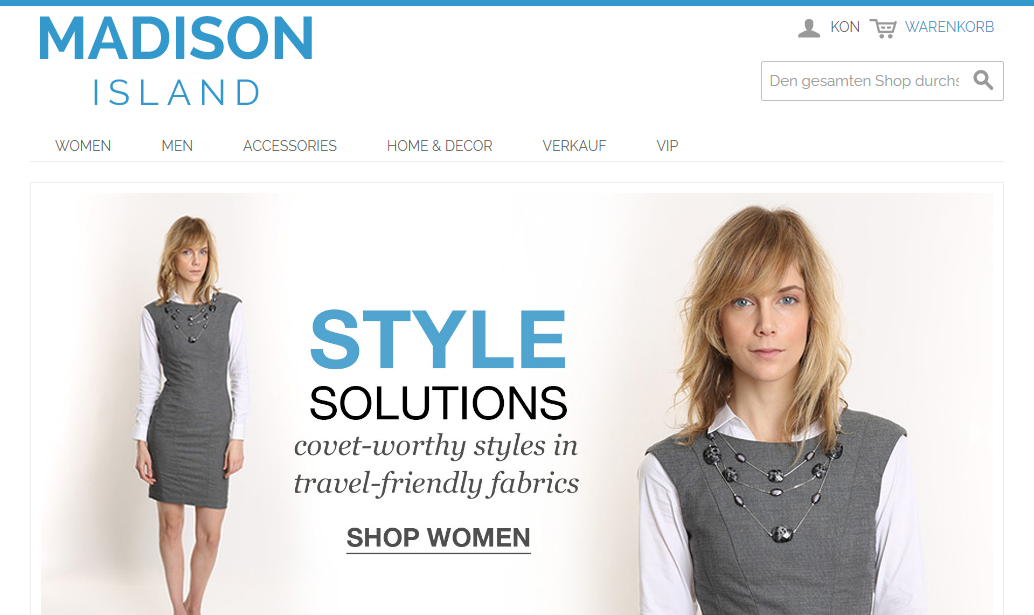 MADISON
ISLAND
KON
WARENKORB
Den gesamten Shop durchs
WOMEN
MEN
ACCESSORIES
HOME & DECOR
VERKAUF
VIP
STYLE
SOLUTIONS
covet-worthy styles in
travel-friendly fabrics
SHOP WOMEN